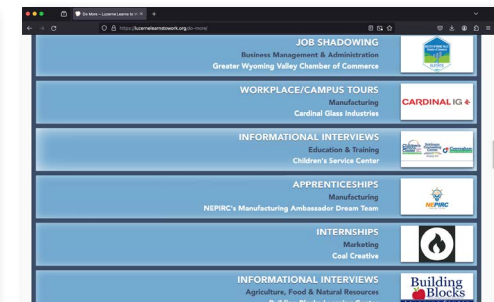 Do More – Luzerne Learns to W
https://luzernelearnstowork.org/do-more/
JOB SHADOWING
Business Management & Administration
Greater Wyoming Valley Chamber of Commerce
WORKPLACE/CAMPUS TOURS
Manufacturing
Cardinal Glass Industries
CARDINAL IG
INFORMATIONAL INTERVIEWS
Education & Training
Children's Service Center
APPRENTICESHIPS
Manufacturing
NEPIRC's Manufacturing Ambassador Dream Team
NEPIRC
INTERNSHIPS
Marketing
Coal Creative
INFORMATIONAL INTERVIEWS
Agriculture, Food & Natural Resources
Building
Blocks